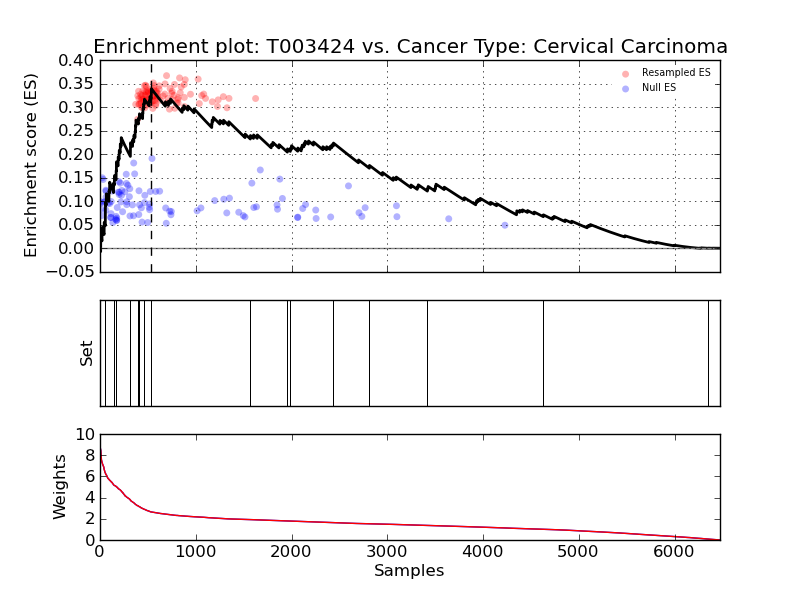 Enrichment plot: T003424 vs. Cancer Type: Cervical Carcinoma
Enrichment score (ES)
0.40
0.35
0.30
0.25
0.20
0.15
0.10
0.05
0.00
−0.05
Resampled ES
Null ES
Set
Weights
10
8
6
4
2
0
0 1000 2000 3000 4000 5000 6000
Samples